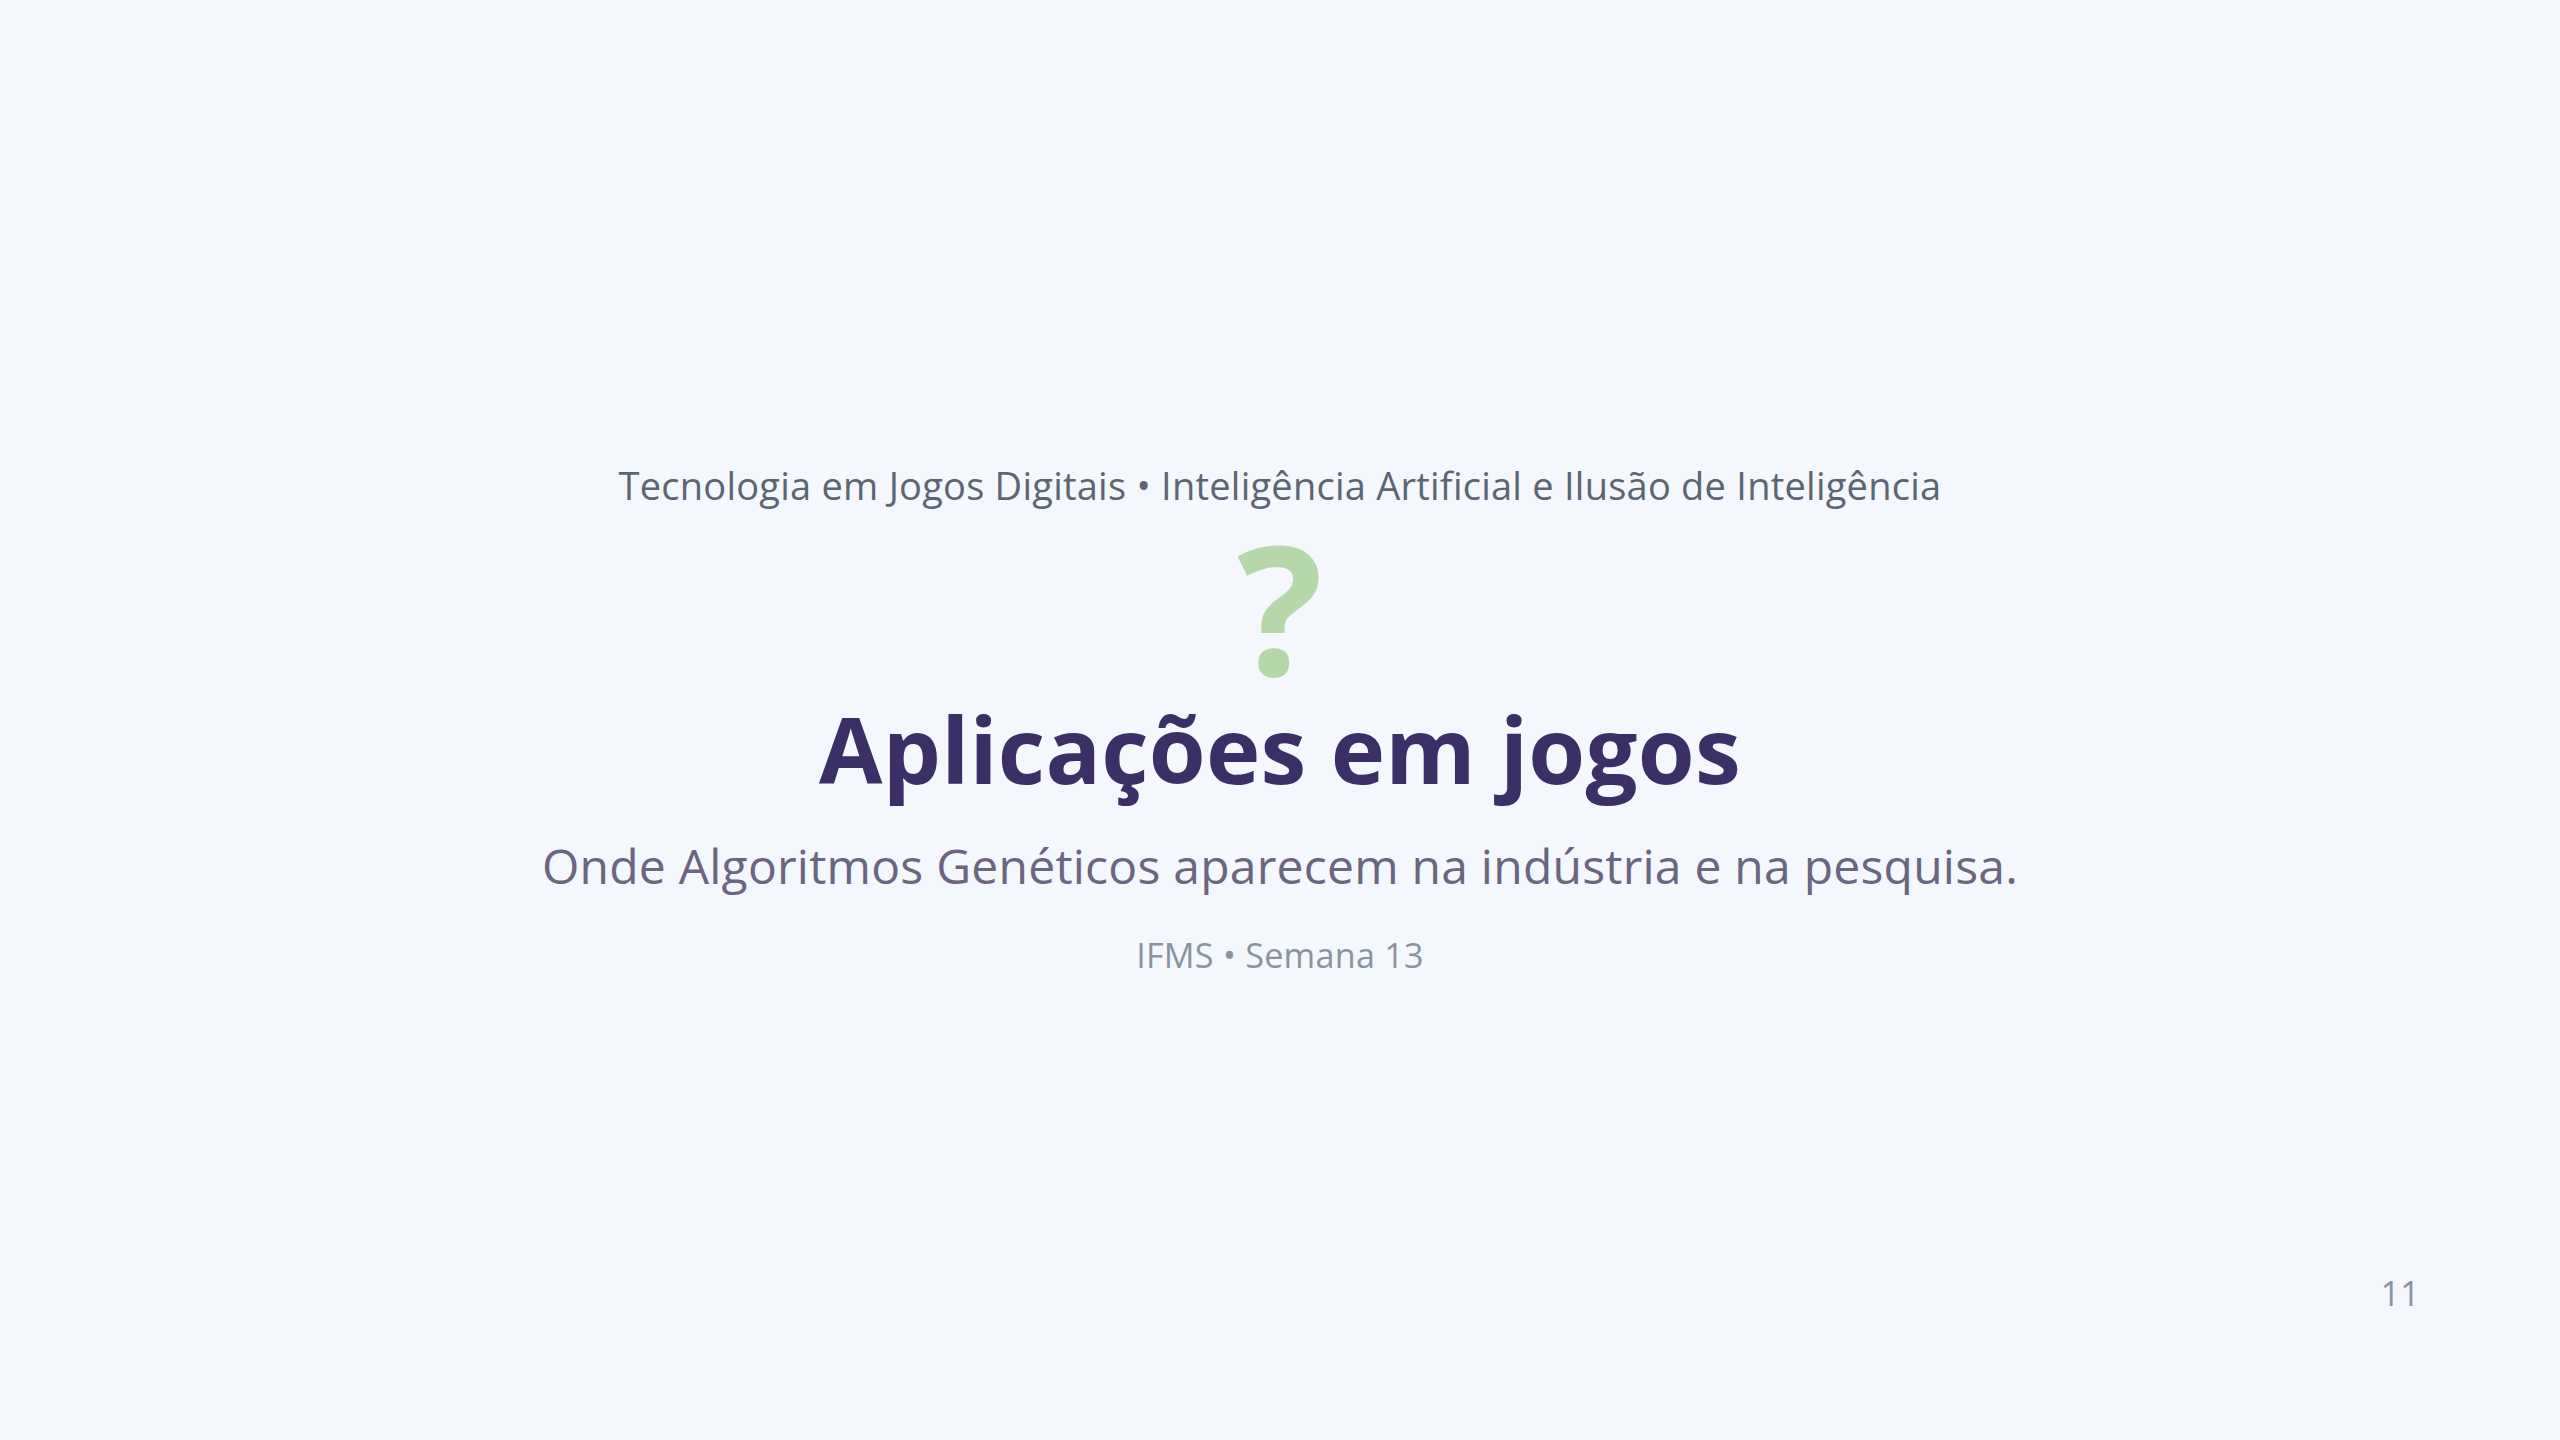 Tecnologia em Jogos Digitais • Inteligência Artificial e Ilusão de Inteligência
?
Aplicações em jogos
Onde Algoritmos Genéticos aparecem na indústria e na pesquisa.
IFMS • Semana 13
11